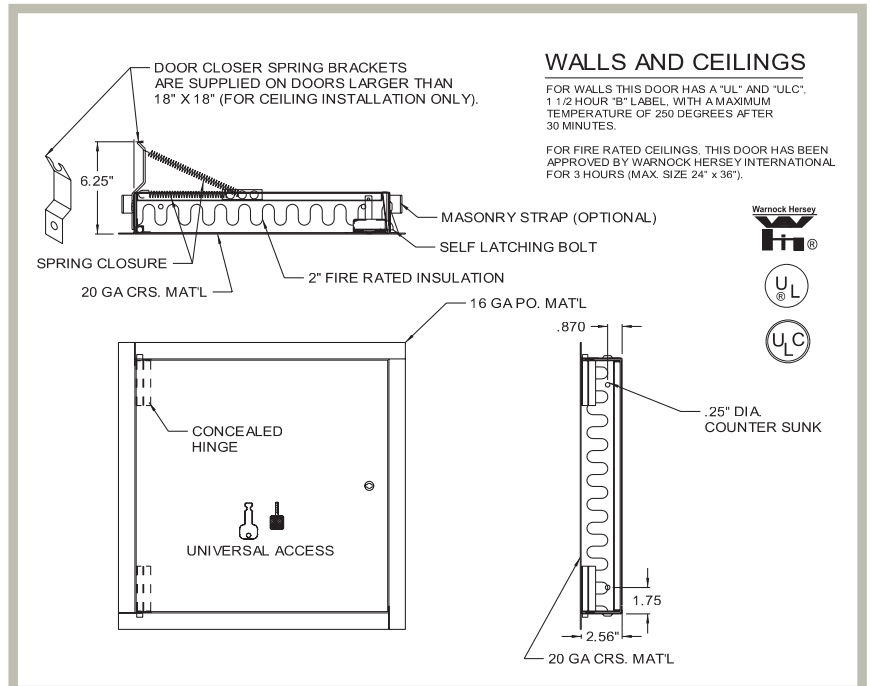 DOOR CLOSER SPRING BRACKETS
ARE SUPPLIED ON DOORS LARGER THAN
18" X 18" (FOR CEILING INSTALLATION ONLY).
WALLS AND CEILINGS
FOR WALLS THIS DOOR HAS A "UL" AND "ULC",
1 1/2 HOUR "B" LABEL, WITH A MAXIMUM
TEMPERATURE OF 250 DEGREES AFTER
30 MINUTES.
FOR FIRE RATED CEILINGS, THIS DOOR HAS BEEN
APPROVED BY WARNOCK HERSEY INTERNATIONAL
FOR 3 HOURS (MAX. SIZE 24" x 36").
6.25"
MASONRY STRAP (OPTIONAL)
SELF LATCHING BOLT
SPRING CLOSURE
2" FIRE RATED INSULATION
20 GA CRS. MAT'L
16 GA PO. MAT'L
Warnock Hersey
®
UL
®
ULC
.870
.25" DIA.
COUNTER SUNK
CONCEALED
HINGE
UNIVERSAL ACCESS
1.75
2.56"
20 GA CRS. MAT'L